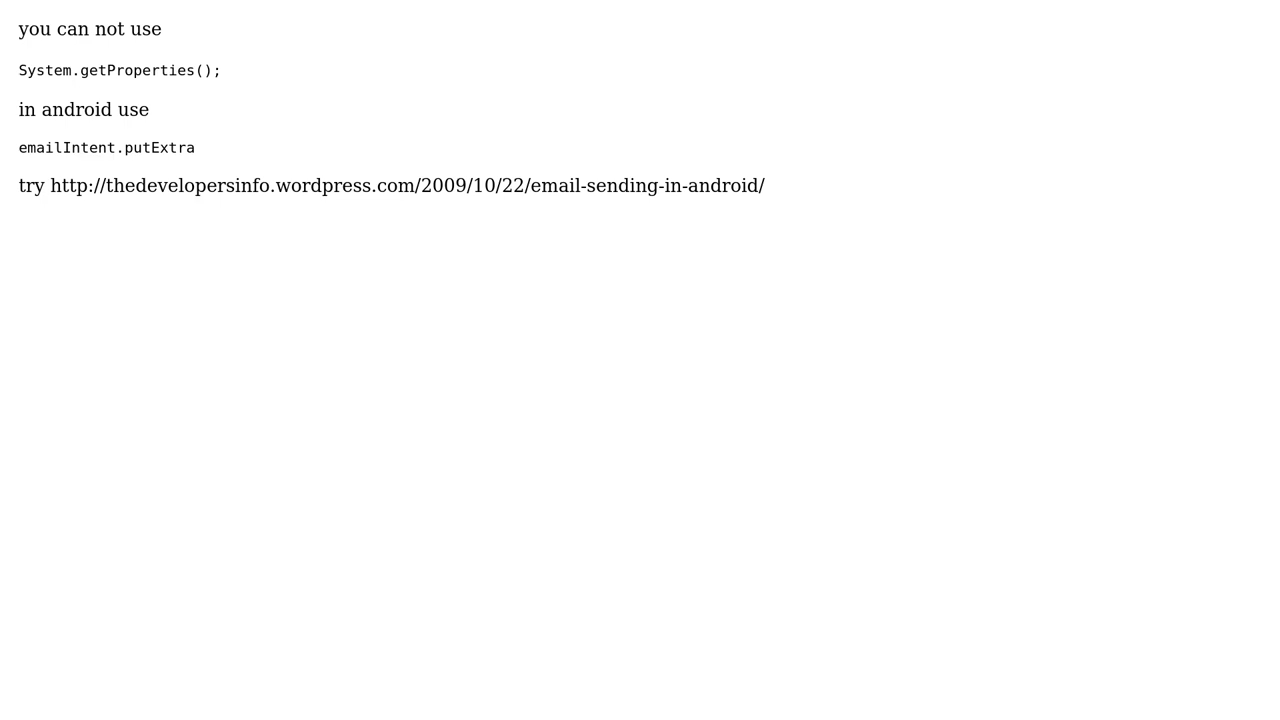 you can not use
System.getProperties();
in android use
emailIntent.putExtra
try http://thedevelopersinfo.wordpress.com/2009/10/22/email-sending-in-android/